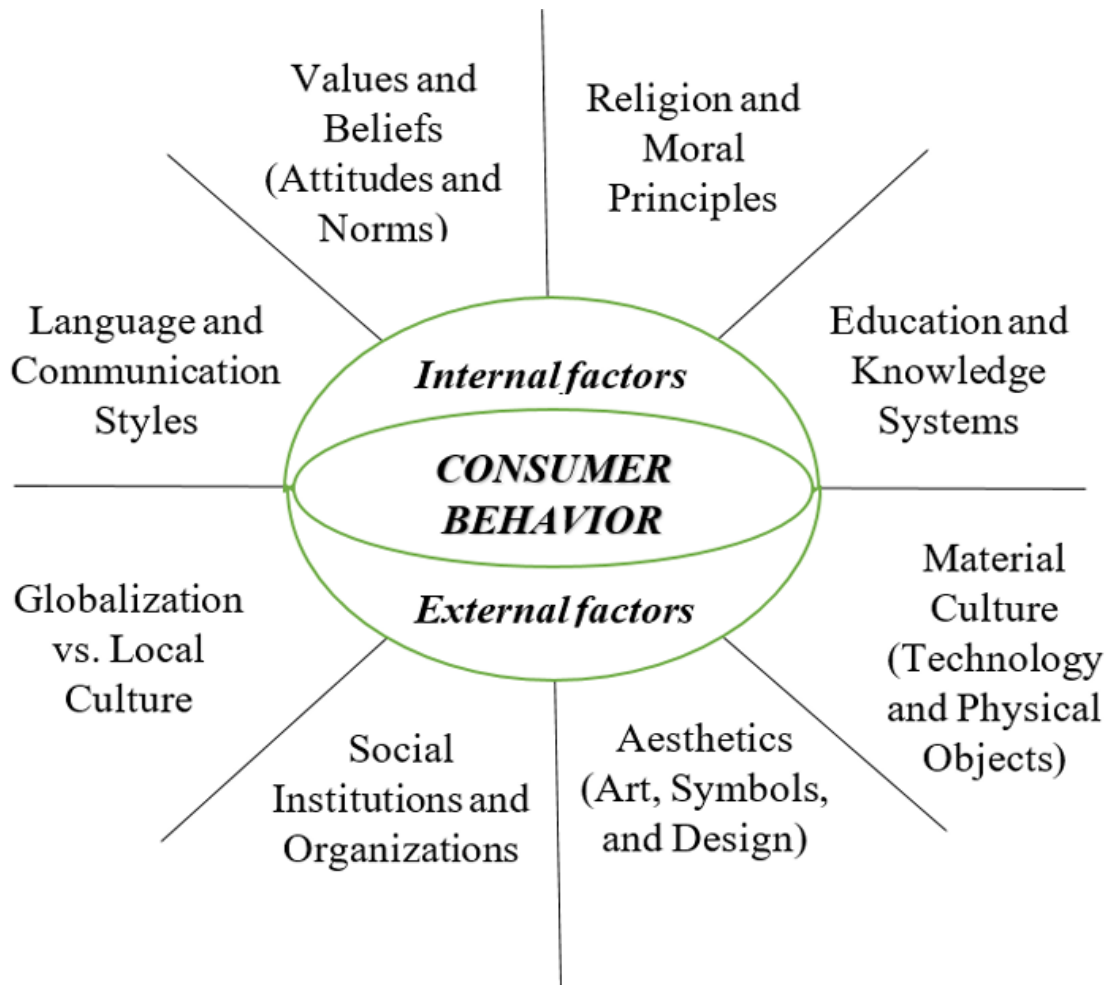 Values and
Beliefs
(Attitudes and
Norms)
Religion and
Moral
Principles
Language and
Communication
Styles
Education and
Knowledge
Systems
Internal factors
CONSUMER
BEHAVIOR
External factors
Globalization
vs. Local
Culture
Material
Culture
(Technology
and Physical
Objects)
Social
Institutions and
Organizations
Aesthetics
(Art, Symbols,
and Design)